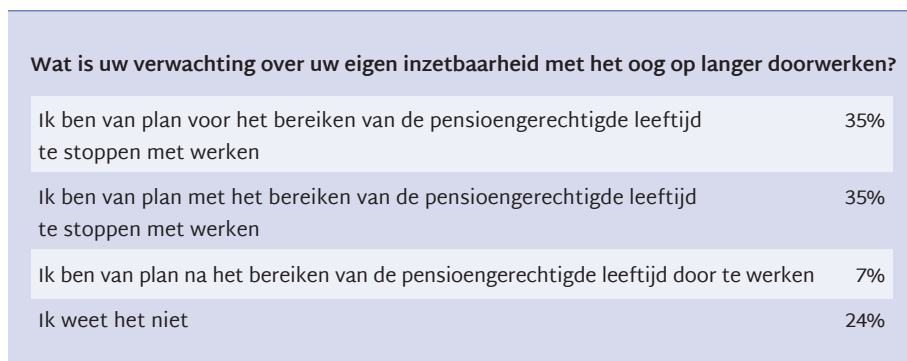 Wat is uw verwachting over uw eigen inzetbaarheid met het oog op langer doorwerken?
Ik ben van plan voor het bereiken van de pensioengerechtigde leeftijd 35%
te stoppen met werken
Ik ben van plan met het bereiken van de pensioengerechtigde leeftijd 35%
te stoppen met werken
Ik ben van plan na het bereiken van de pensioengerechtigde leeftijd door te werken 7%
Ik weet het niet 24%